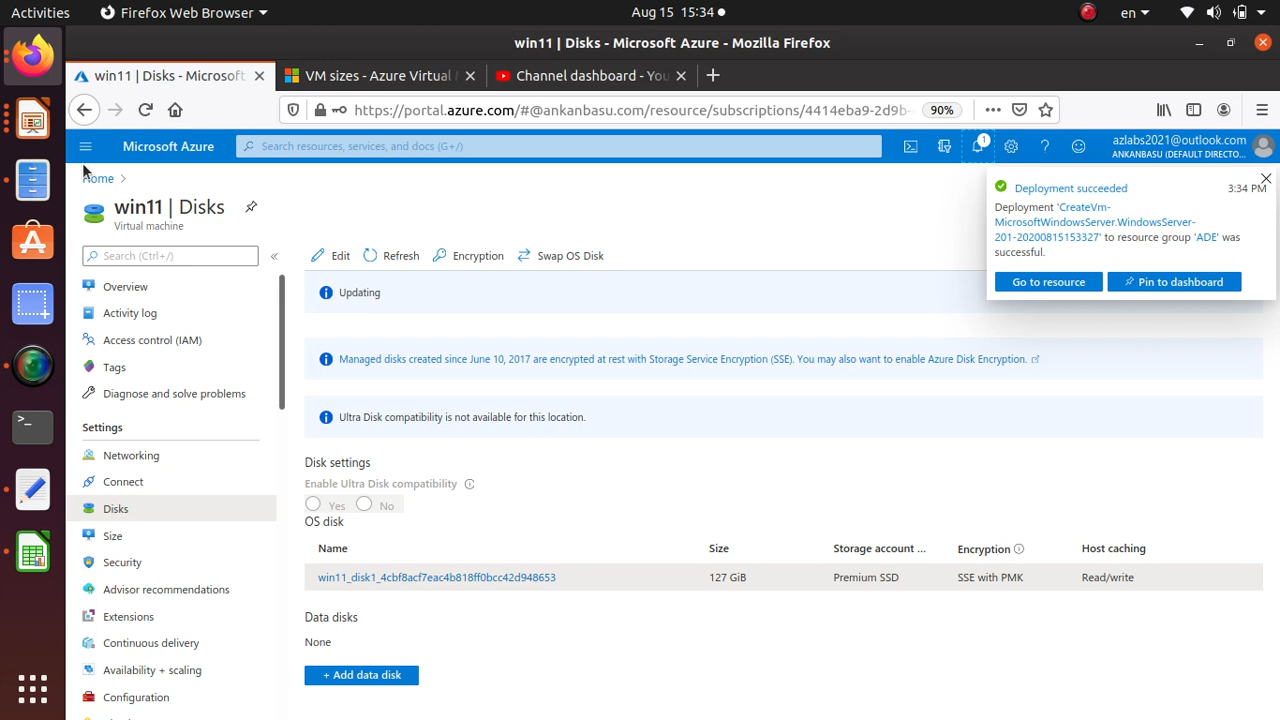 Activities
Firefox Web Browser
Aug 15 15:34
en
win11 | Disks - Microsoft Azure - Mozilla Firefox
win11 | Disks - Microsoft
VM sizes - Azure Virtual
Channel dashboard - You
https://portal.azure.com/#@ankanbasu.com/resource/subscriptions/4414eba9-2d9b-
90%
Microsoft Azure
Search resources, services, and docs (G+/)
1
azlabs2021@outlook.com
ANKANBASU (DEFAULT DIRECTO...
Home
win11 | Disks
Virtual machine
Deployment succeeded
3:34 PM
Deployment 'CreateVm-
MicrosoftWindowsServer.WindowsServer-
201-20200815153327' to resource group 'ADE' was
successful.
Go to resource
Pin to dashboard
Search (Ctrl+/)
Overview
Activity log
Access control (IAM)
Tags
Diagnose and solve problems
Settings
Networking
Connect
Disks
Size
Security
Advisor recommendations
Extensions
Continuous delivery
Availability + scaling
Configuration
Edit
Refresh
Encryption
Swap OS Disk
Updating
Managed disks created since June 10, 2017 are encrypted at rest with Storage Service Encryption (SSE). You may also want to enable Azure Disk Encryption.
Ultra Disk compatibility is not available for this location.
Disk settings
Enable Ultra Disk compatibility
Yes No
OS disk
Name Size Storage account ... Encryption Host caching
win11_disk1_4cbf8acf7eac4b818ff0bcc42d948653 127 GiB Premium SSD SSE with PMK Read/write
Data disks
None
+ Add data disk